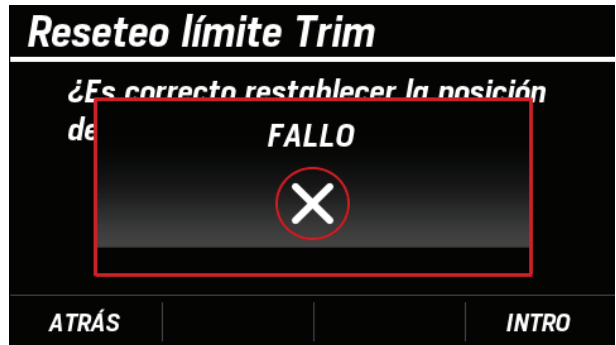 Reseteo límite Trim
¿Es correcto restablecer la posición
de
FALLO
ATRÁS
INTRO